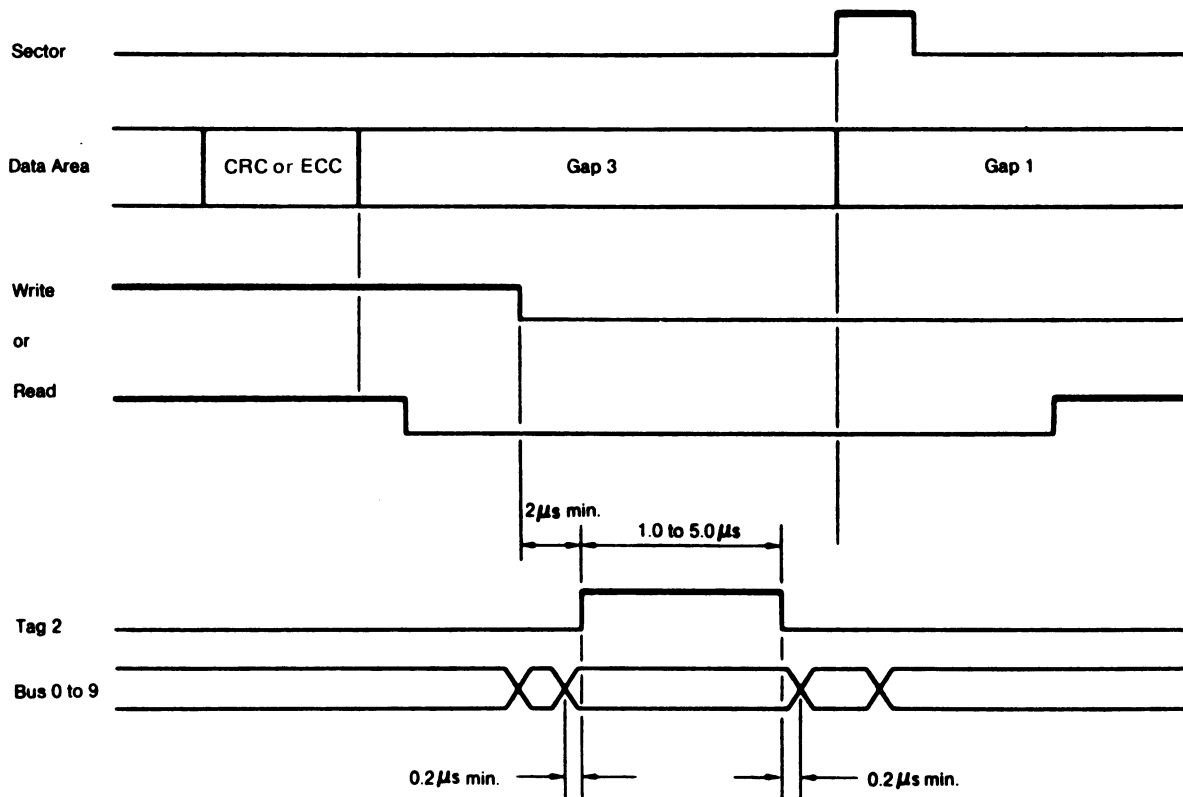 Sector
Data Area
CRC or ECC
Gap 3
Gap 1
Write
or
Read
2μs min.
1.0 to 5.0μs
Tag 2
Bus 0 to 9
0.2μs min.
0.2μs min.